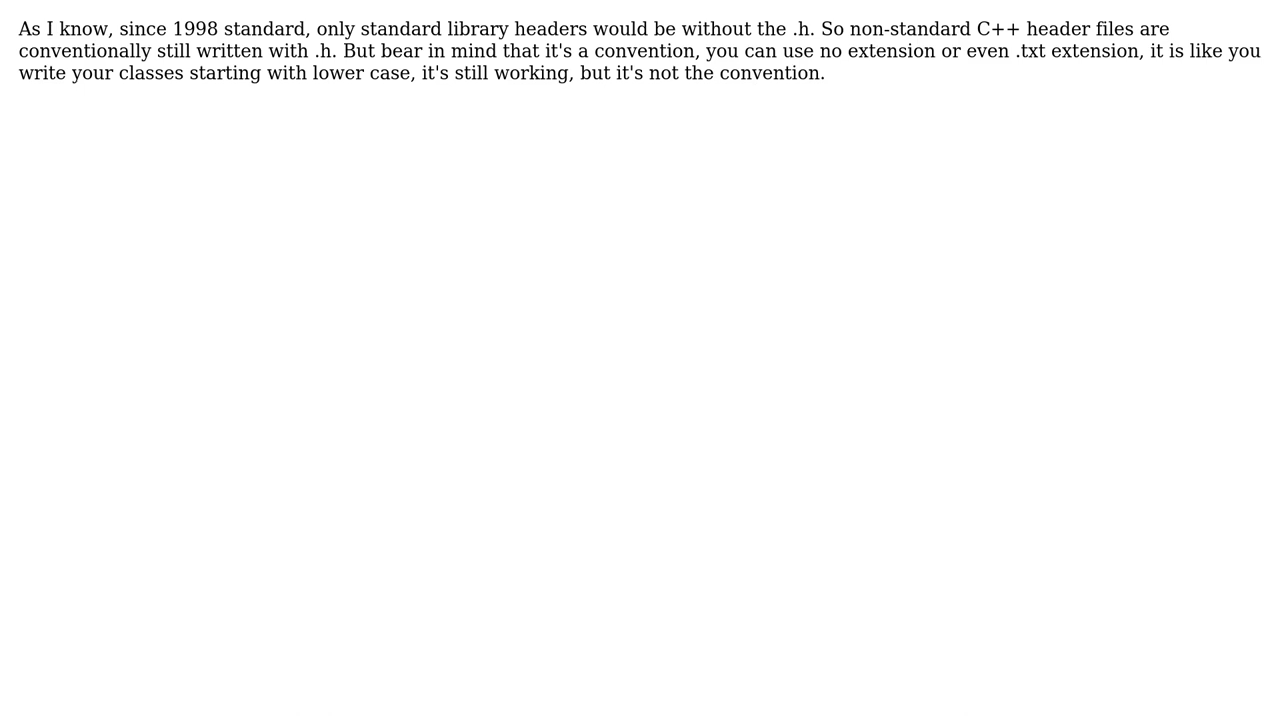 As I know, since 1998 standard, only standard library headers would be without the .h. So non-standard C++ header files are
conventionally still written with .h. But bear in mind that it's a convention, you can use no extension or even .txt extension, it is like you
write your classes starting with lower case, it's still working, but it's not the convention.